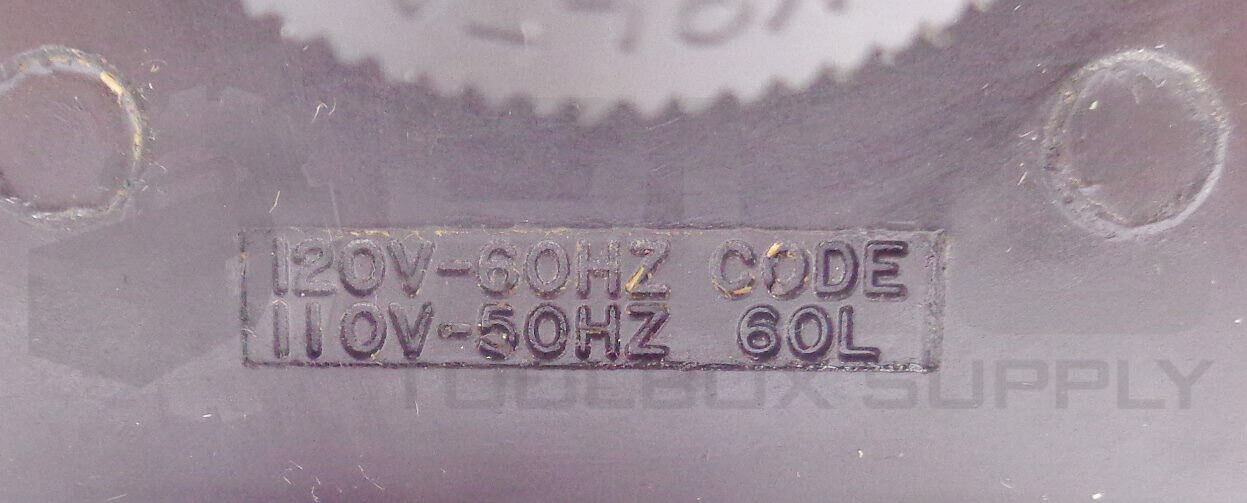 120V-60HZ CODE
110V-50HZ 60L
TOOLBOX SUPPLY